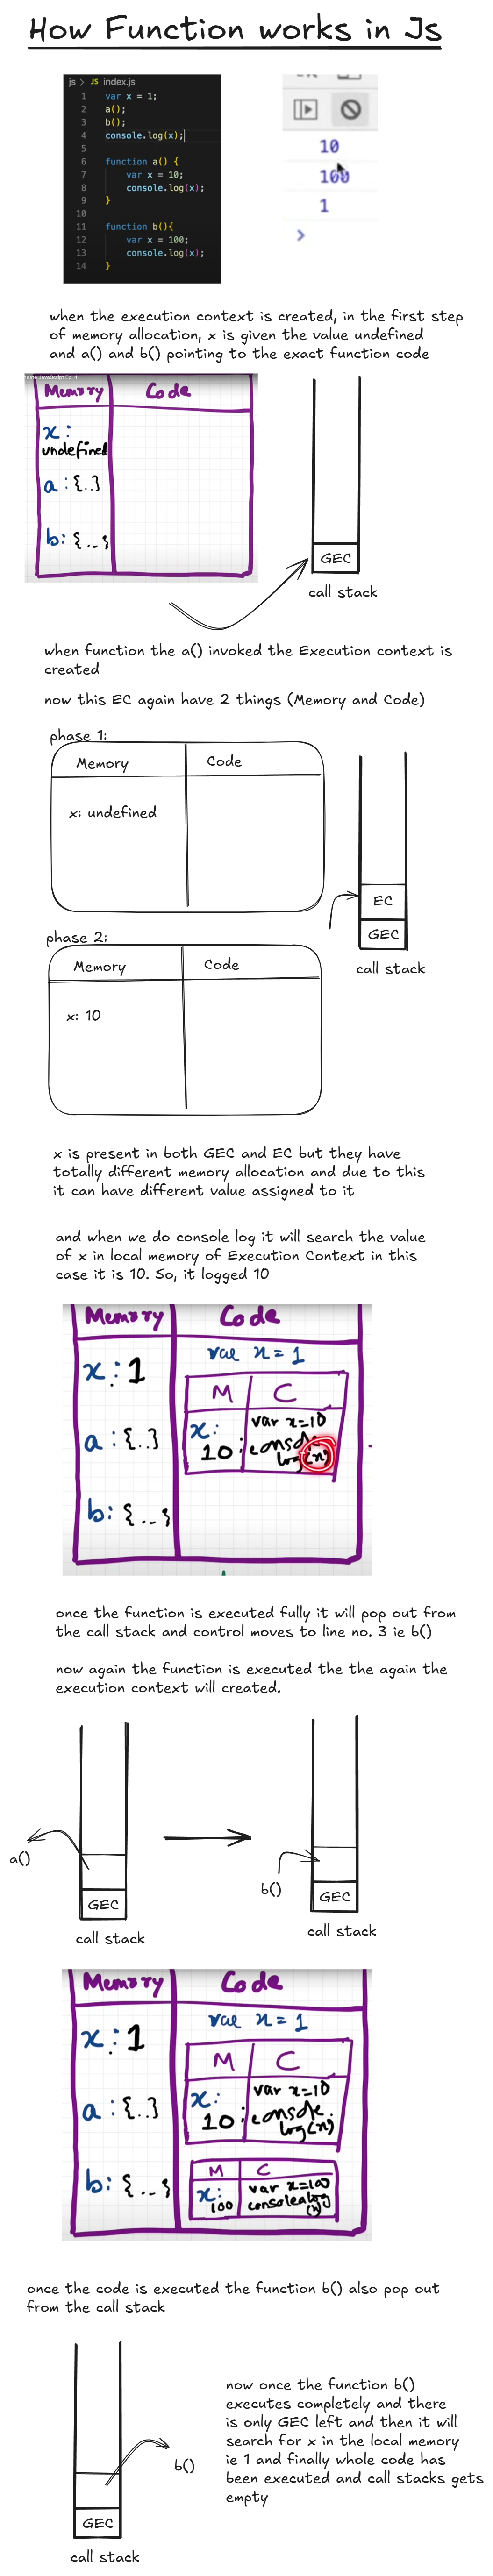 How Function works in Js
js > JS index.js
1 var x = 1;
2 a();
3 b();
4 console.log(x);
5
6 function a() {
7 var x = 10;
8 console.log(x);
9 }
10
11 function b(){
12 var x = 100;
13 console.log(x);
14 }
10
100
1
>
when the execution context is created, in the first step
of memory allocation, x is given the value undefined
and a() and b() pointing to the exact function code
Memory Code
x:
undefined
a : {..}
b: {...}
GEC
call stack
when function the a() invoked the Execution context is
created
now this EC again have 2 things (Memory and Code)
phase 1:
Memory Code
x: undefined
EC
GEC
call stack
phase 2:
Memory Code
x: 10
x is present in both GEC and EC but they have
totally different memory allocation and due to this
it can have different value assigned to it
and when we do console log it will search the value
of x in local memory of Execution Context in this
case it is 10. So, it logged 10
Memory Code
var x = 1
x : 1
M C
x: var x=10
10 console.
log(x)
a : {..}
b: {...}
once the function is executed fully it will pop out from
the call stack and control moves to line no. 3 ie b()
now again the function is executed the the again the
execution context will created.
a()
GEC
call stack
b()
GEC
call stack
Memory Code
var x = 1
x : 1
M C
x: var x=10
10 console.
log(x)
a : {..}
b: {...}
M C
x: var x=100
100 console.log
(x)
once the code is executed the function b() also pop out
from the call stack
b()
GEC
call stack
now once the function b()
executes completely and there
is only GEC left and then it will
search for x in the local memory
ie 1 and finally whole code has
been executed and call stacks gets
empty